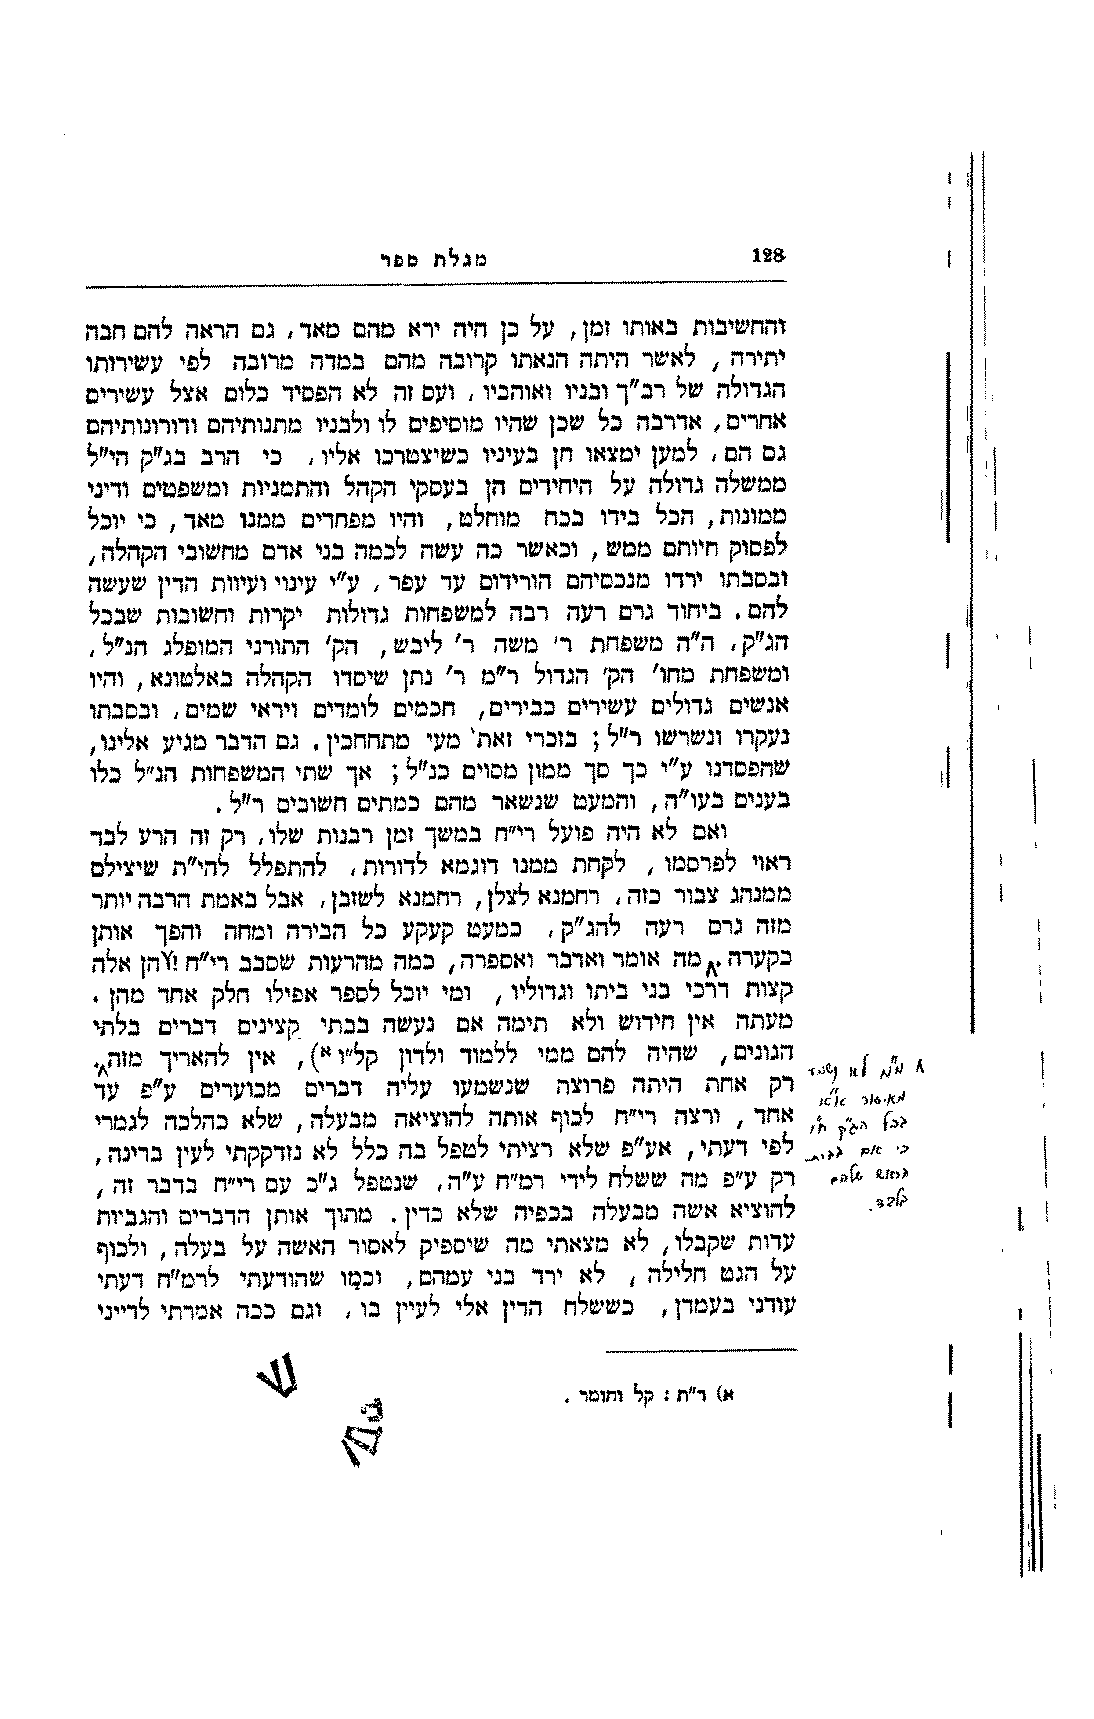 128 מגלת ספר
והחשיבות באותו זמן, על כן היה ירא מהם מאד, גם הראה להם חבה
יתירה, לאשר היתה הנאתו קרובה מהם במדה מרובה לפי עשירותו
הגדולה של רב"ך ובניו ואוהביו, ועם זה לא הפסיד כלום אצל עשירים
אחרים, אדרבה כל שכן שהיו מוסיפים לו ולבניו מתנותיהם ודורונותיהם
גם הם, למען ימצאו חן בעיניו כשיצטרכו אליו, כי הרב בג"ק הי"ל
ממשלה גדולה על היחידים הן בעסקי הקהל והתמניות ומשפטים ודיני
ממונות, הכל בידו בכח מוחלט, והיו מפחדים ממנו מאד, כי יוכל
לפסוק חיותם ממש, וכאשר כה עשה לכמה בני אדם מחשובי הקהלה,
ובסבתו ירדו מנכסיהם הורידום עד עפר, ע"י עינוי ועיוות הדין שעשה
להם. ביחוד גרם רעה רבה למשפחות גדולות יקרות וחשובות שבכל
הג"ק, ה"ה משפחת ר' משה ר' ליבש, הק' התורני המופלג הנ"ל,
ומשפחת מחו' הק' הגדול ר"מ ר' נתן שיסדו הקהלה באלטונא, והיו
אנשים גדולים עשירים כבירים, חכמים לומדים ויראי שמים, ובסבתו
נעקרו ונשרשו ר"ל; בזכרי זאת מעי מתחחכין. גם הדבר מגיע אלינו,
שהפסדנו ע"י כך סך ממון מסוים כנ"ל; אך שתי המשפחות הנ"ל כלו
בענים בעו"ה, והמעט שנשאר מהם כמתים חשובים ר"ל.
ואם לא היה פועל רי"ח במשך זמן רבנות שלו, רק זה הרע לבד
ראוי לפרסמו, לקחת ממנו דוגמא לדורות, להתפלל להי"ת שיצילם
ממנהג צבור כזה, רחמנא לצלן, רחמנא לשזבן, אבל באמת הרבה יותר
מזה גרם רעה להג"ק, כמעט קעקע כל הבירה ומחה והפך אותן
בקערה. מה אומר ואדבר ואספרה, כמה מהרעות שסבב רי"ח! הן אלה
קצות דרכי בני ביתו וגדוליו, ומי יוכל לספר אפילו חלק אחד מהן.
מעתה אין חידוש ולא תימה אם נעשה בבתי קצינים דברים בלתי
הגונים, שהיה להם ממי ללמוד ולדון קל"ו א), אין להאריך מזה,
רק אחת היתה פרוצה שנשמעו עליה דברים מכוערים ע"פ עד
אחד, ורצה רי"ח לכוף אותה להוציאה מבעלה, שלא כהלכה לגמרי
לפי דעתי, אע"פ שלא רציתי לטפל בה כלל לא נזדקקתי לעין בדינה,
רק ע"פ מה ששלח לידי רמ"ח ע"ה, שנטפל ג"כ עם רי"ח בדבר זה,
להוציא אשה מבעלה בכפיה שלא כדין. מתוך אותן הדברים והגביות
עדות שקבלו, לא מצאתי מה שיספיק לאסור האשה על בעלה, ולכוף
על הגט חלילה, לא ירד בני עמהם, וכמו שהודעתי לרמ"ח דעתי
עודני בעמדן, כששלח הדין אלי לעיין בו, וגם ככה אמרתי לדייני
א) ר"ת: קל וחומר.
מ"מ לא
מאיסור א"א
בכל הג"ק
כי אם בבית
הראש שלהם
בלבד.